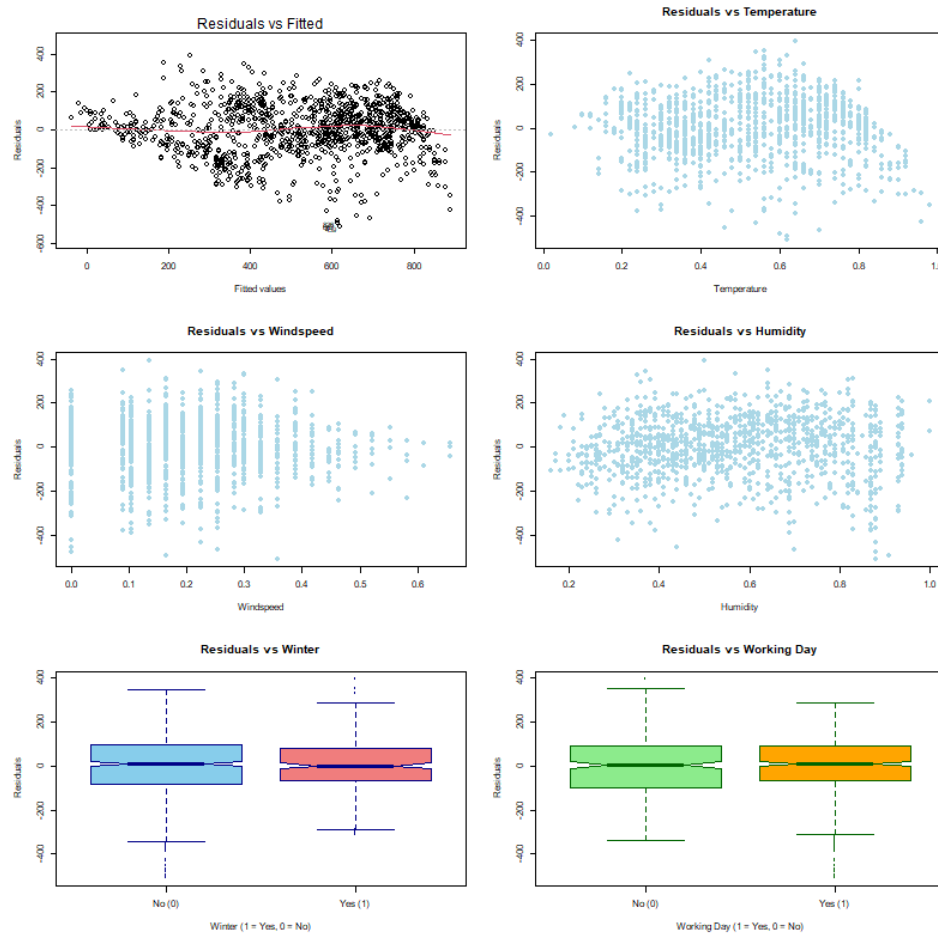 Residuals vs Fitted
Residuals
400
200
0
-200
-400
-600
0 200 400 600 800
Fitted values
Residuals vs Temperature
Residuals
400
200
0
-200
-400
0.0 0.2 0.4 0.6 0.8 1.0
Temperature
Residuals vs Windspeed
Residuals
400
200
0
-200
-400
0.0 0.1 0.2 0.3 0.4 0.5 0.6
Windspeed
Residuals vs Humidity
Residuals
400
200
0
-200
-400
0.2 0.4 0.6 0.8 1.0
Humidity
Residuals vs Winter
Residuals
400
200
0
-200
-400
No (0) Yes (1)
Winter (1 = Yes, 0 = No)
Residuals vs Working Day
Residuals
400
200
0
-200
-400
No (0) Yes (1)
Working Day (1 = Yes, 0 = No)